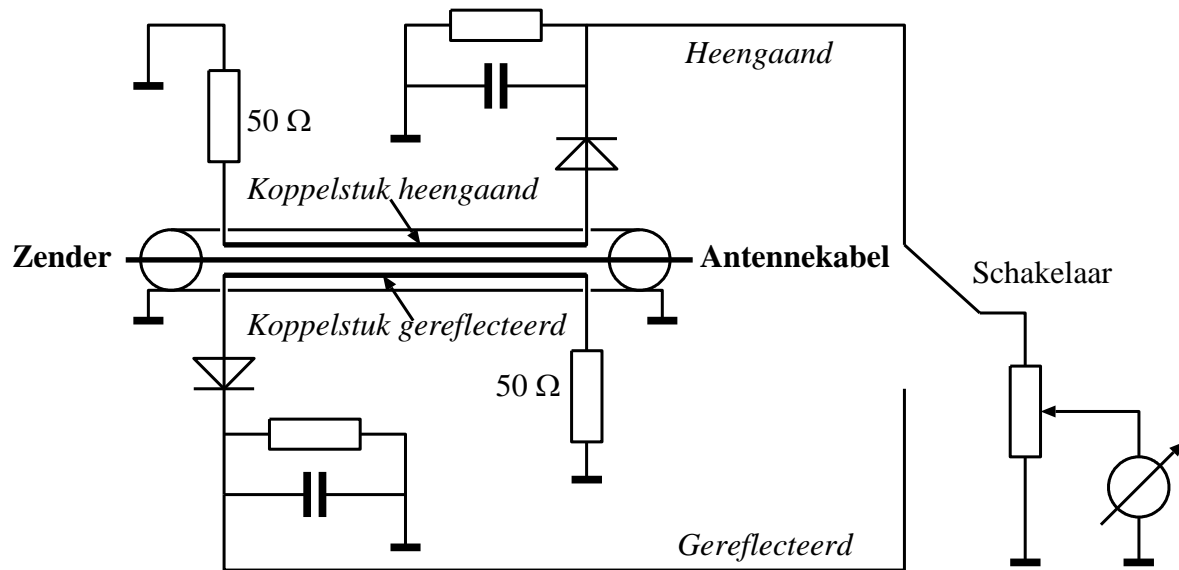 Heengaand
50 Ω
Koppelstuk heengaand
Zender
Antennekabel
Schakelaar
Koppelstuk gereflecteerd
50 Ω
Gereflecteerd